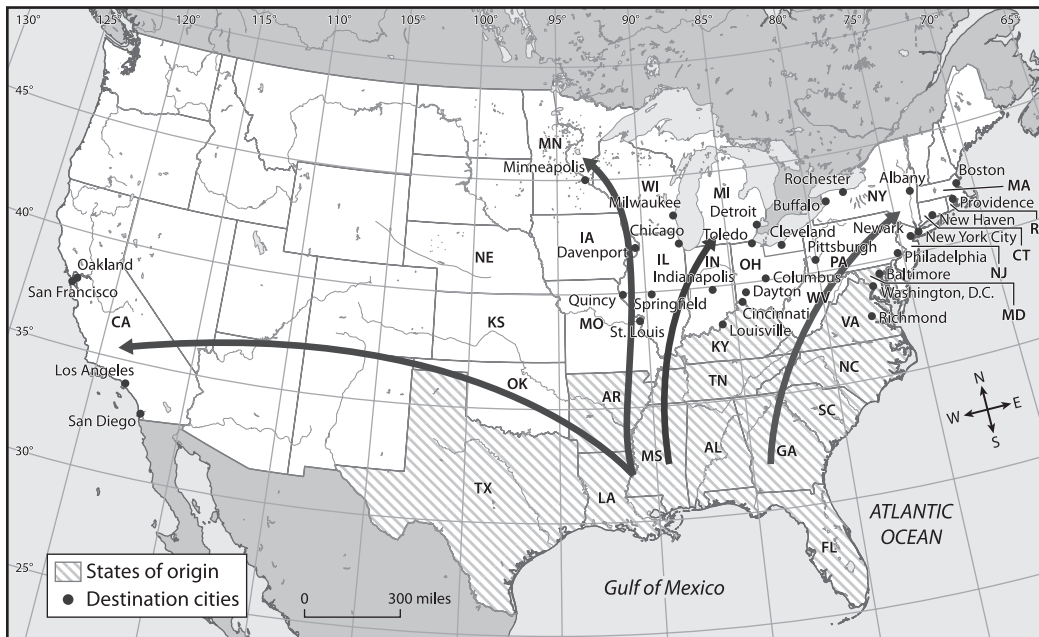 130°
125°
120°
115°
110°
105°
100°
95°
90°
85°
80°
75°
70°
65°
45°
40°
35°
30°
25°
MN
Minneapolis
WI
Milwaukee
MI
Detroit
Chicago
Toledo
Cleveland
Rochester
Buffalo
NY
Albany
Boston
MA
Providence
R
New Haven
CT
Newark
New York City
NJ
Pittsburgh
PA
Philadelphia
Baltimore
Washington, D.C.
MD
IA
Davenport
NE
IL
IN
OH
Indianapolis
Columbus
Dayton
WV
Cincinnati
Quincy
Springfield
Oakland
San Francisco
CA
KS
MO
St. Louis
Louisville
KY
VA
Richmond
Los Angeles
San Diego
OK
AR
TN
NC
SC
TX
LA
MS
AL
GA
FL
N
W
E
S
ATLANTIC
OCEAN
Gulf of Mexico
States of origin
Destination cities
0
300 miles